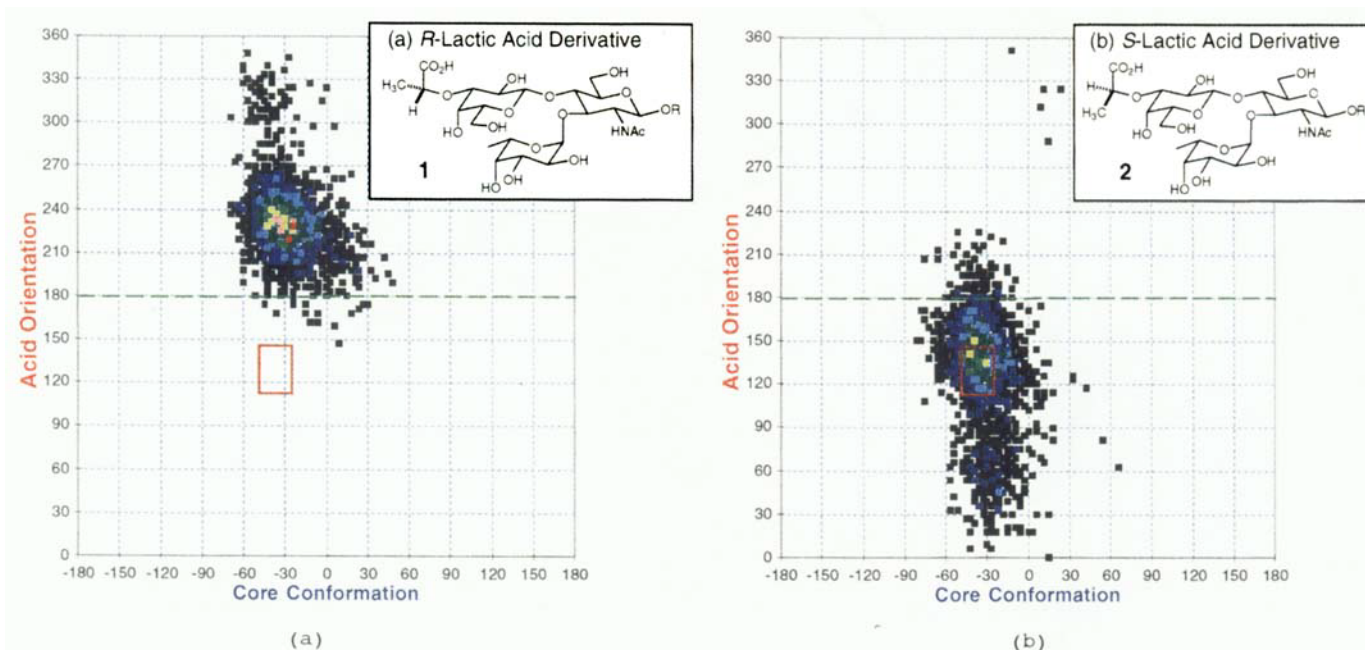 (a) R-Lactic Acid Derivative
CO₂H
H₃C
H
O
OH
O
O
HO
O
OH
O
O
OR
OH
HO
O
HNAc
O
OH
HO
OH
1
360
330
300
270
240
210
180
150
120
90
60
30
0
Acid Orientation
-180 -150 -120 -90 -60 -30 0 30 60 90 120 150 180
Core Conformation
(a)
(b) S-Lactic Acid Derivative
CO₂H
H
CH₃
O
OH
O
O
HO
O
OH
O
O
OR
OH
HO
O
HNAc
O
OH
HO
OH
2
360
330
300
270
240
210
180
150
120
90
60
30
0
Acid Orientation
-180 -150 -120 -90 -60 -30 0 30 60 90 120 150 180
Core Conformation
(b)